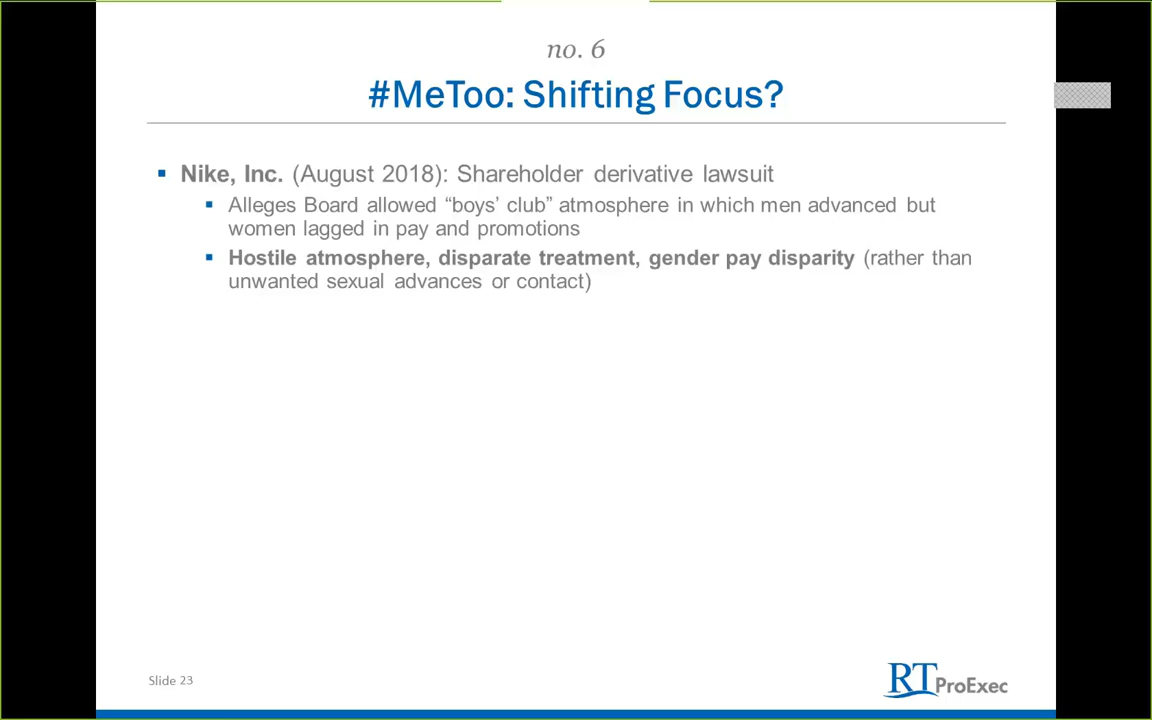 no. 6
#MeToo: Shifting Focus?
Nike, Inc. (August 2018): Shareholder derivative lawsuit
Alleges Board allowed “boys’ club” atmosphere in which men advanced but
women lagged in pay and promotions
Hostile atmosphere, disparate treatment, gender pay disparity (rather than
unwanted sexual advances or contact)
Slide 23
RT ProExec